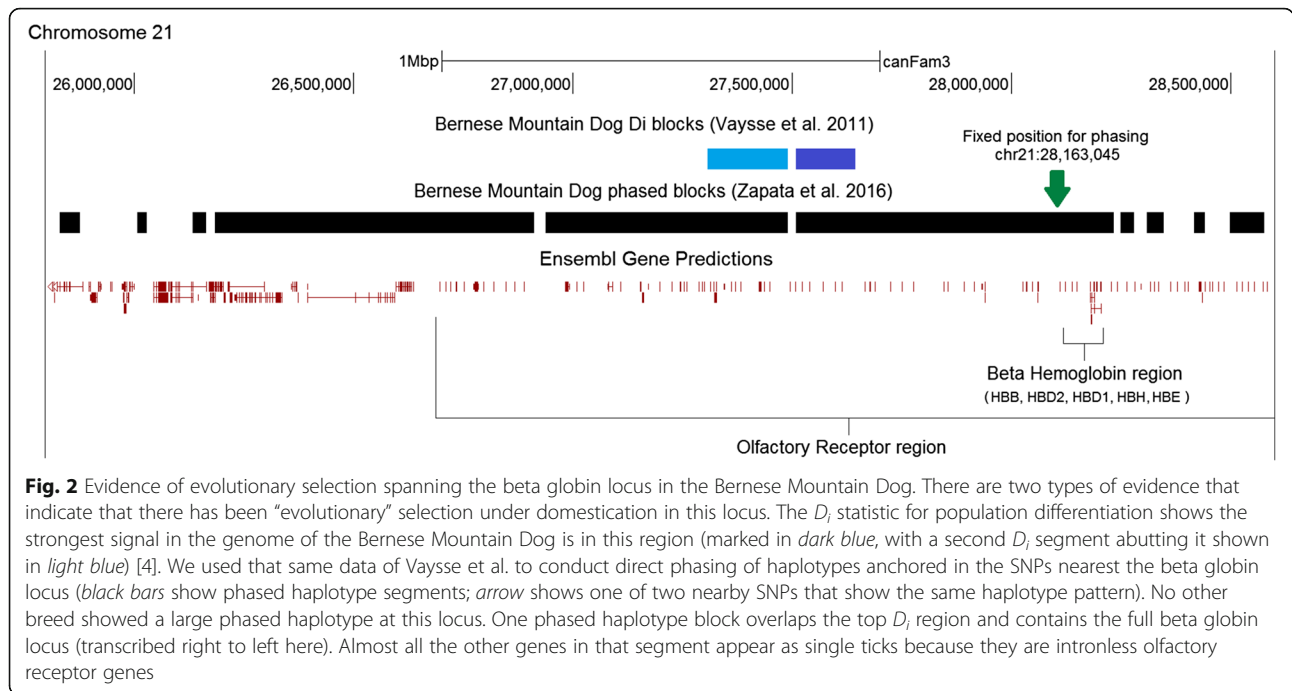 Chromosome 21
1Mbp canFam3
26,000,000 26,500,000 27,000,000 27,500,000 28,000,000 28,500,000
Bernese Mountain Dog Di blocks (Vaysse et al. 2011)
Fixed position for phasing
chr21:28,163,045
Bernese Mountain Dog phased blocks (Zapata et al. 2016)
Ensembl Gene Predictions
Beta Hemoglobin region
(HBB, HBD2, HBD1, HBH, HBE)
Olfactory Receptor region
Fig. 2 Evidence of evolutionary selection spanning the beta globin locus in the Bernese Mountain Dog. There are two types of evidence that
indicate that there has been “evolutionary” selection under domestication in this locus. The Di statistic for population differentiation shows the
strongest signal in the genome of the Bernese Mountain Dog is in this region (marked in dark blue, with a second Di segment abutting it shown
in light blue) [4]. We used that same data of Vaysse et al. to conduct direct phasing of haplotypes anchored in the SNPs nearest the beta globin
locus (black bars show phased haplotype segments; arrow shows one of two nearby SNPs that show the same haplotype pattern). No other
breed showed a large phased haplotype at this locus. One phased haplotype block overlaps the top Di region and contains the full beta globin
locus (transcribed right to left here). Almost all the other genes in that segment appear as single ticks because they are intronless olfactory
receptor genes